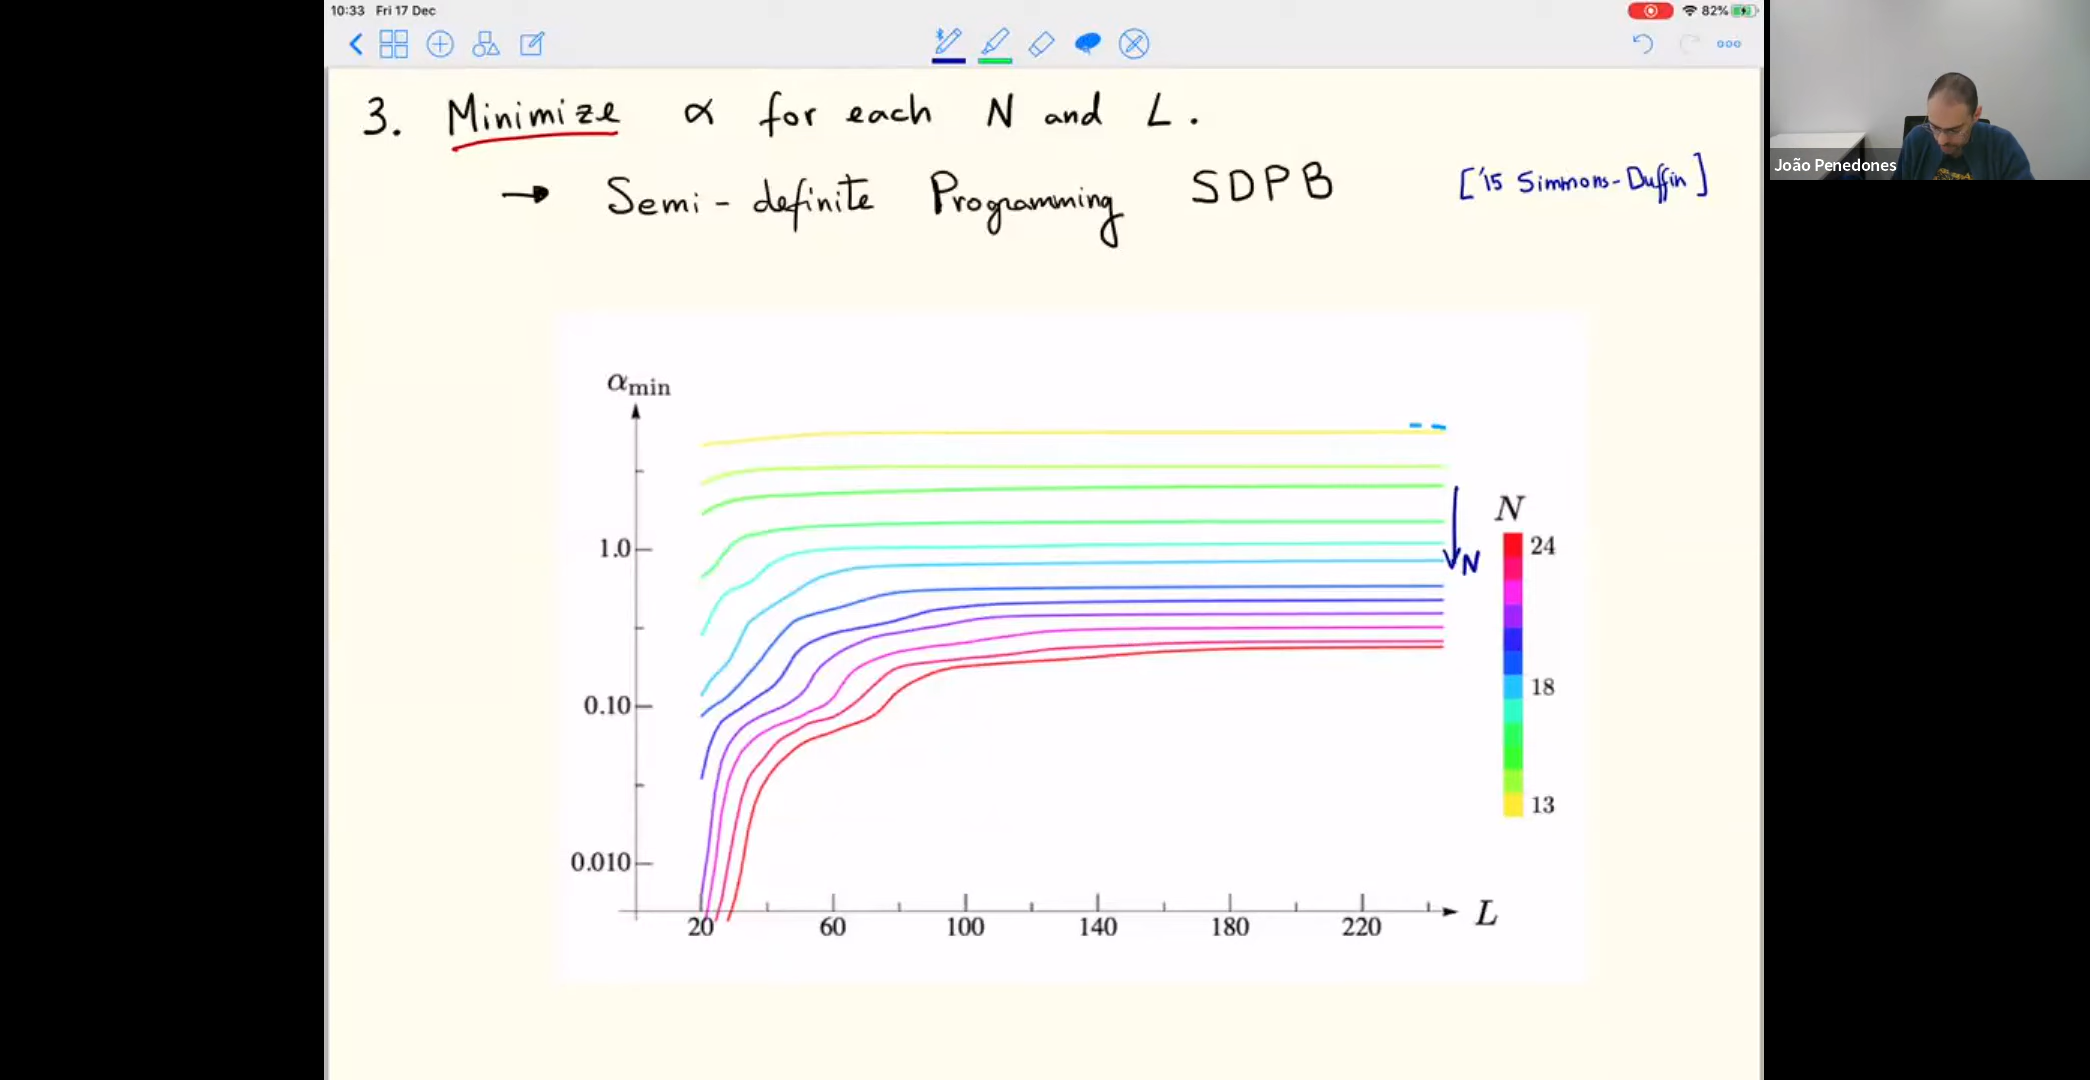 10:33 Fri 17 Dec
82%
3. Minimize α for each N and L.
→ Semi-definite Programming SDPB ['15 Simmons-Duffin]
João Penedones
αmin
1.0
0.10
0.010
20 60 100 140 180 220
L
N
N
24
18
13